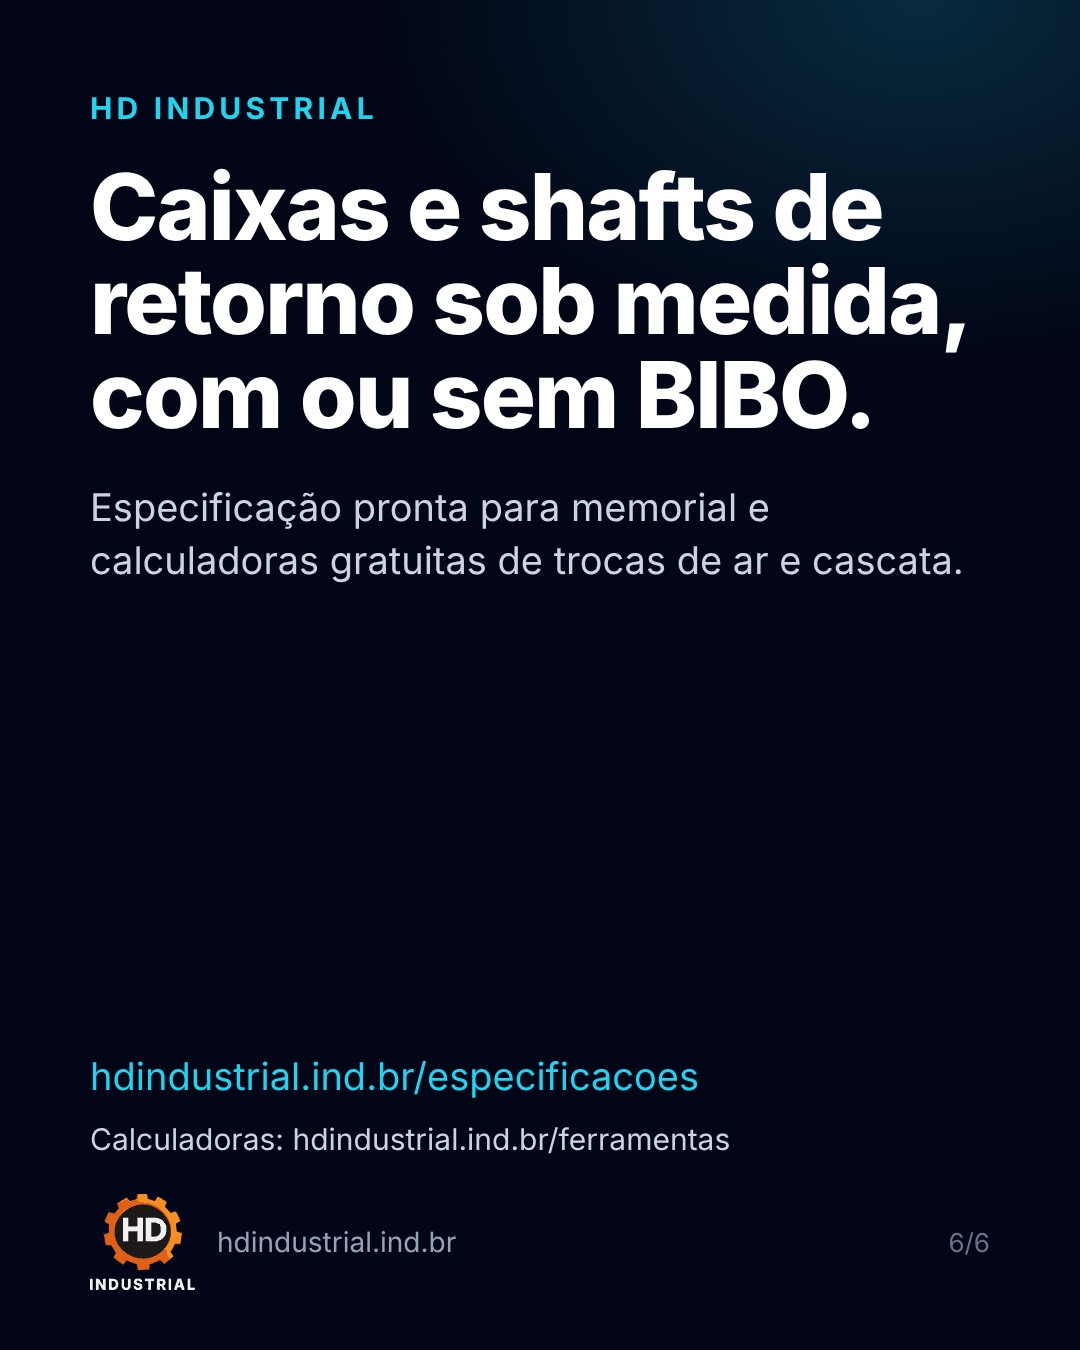 HD INDUSTRIAL
Caixas e shafts de
retorno sob medida,
com ou sem BIBO.
Especificação pronta para memorial e
calculadoras gratuitas de trocas de ar e cascata.
hdindustrial.ind.br/especificacoes
Calculadoras: hdindustrial.ind.br/ferramentas
HD
INDUSTRIAL
hdindustrial.ind.br
6/6